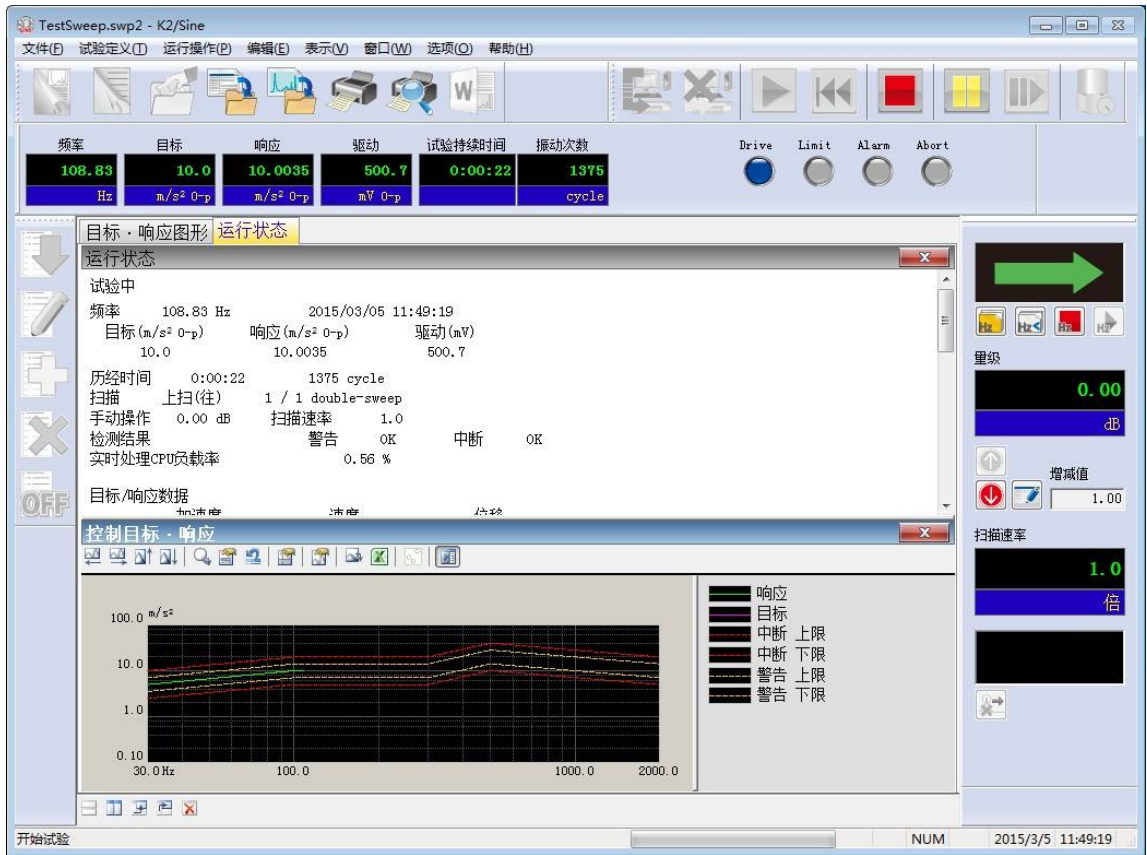 TestSweep.swp2 - K2/Sine
文件(F) 试验定义(T) 运行操作(P) 编辑(E) 表示(V) 窗口(W) 选项(O) 帮助(H)
W
频率 目标 响应 驱动 试验持续时间 振动次数 Drive Limit Alarm Abort
108.83 10.0 10.0035 500.7 0:00:22 1375
Hz m/s² 0-p m/s² 0-p mV 0-p cycle
目标・响应图形 运行状态
运行状态
试验中
频率 108.83 Hz 2015/03/05 11:49:19
目标(m/s² 0-p) 响应(m/s² 0-p) 驱动(mV)
10.0 10.0035 500.7
历经时间 0:00:22 1375 cycle
扫描 上扫(往) 1 / 1 double-sweep
手动操作 0.00 dB 扫描速率 1.0
检测结果 警告 OK 中断 OK
实时处理CPU负载率 0.56 %
目标/响应数据
加速度 速度 位移
OFF
Hz Hz Hz Hz
量级
0.00
dB
增减值
1.00
扫描速率
1.0
倍
控制目标・响应
100.0 m/s²
10.0
1.0
0.10
30.0Hz 100.0 1000.0 2000.0
响应
目标
中断 上限
中断 下限
警告 上限
警告 下限
开始试验 NUM 2015/3/5 11:49:19